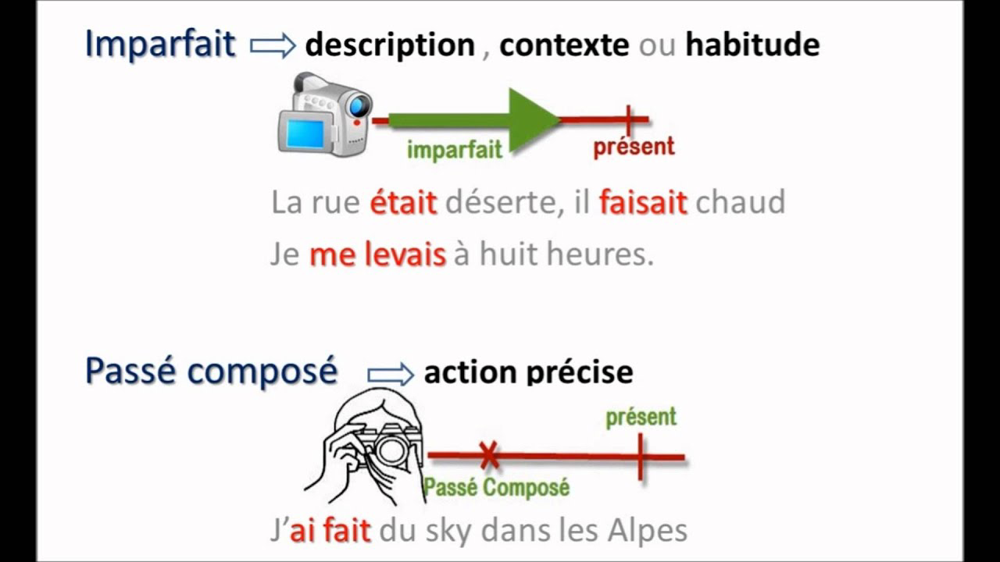 Imparfait description , contexte ou habitude
imparfait
présent
La rue était déserte, il faisait chaud
Je me levais à huit heures.
Passé composé action précise
présent
Passé Composé
J'ai fait du sky dans les Alpes